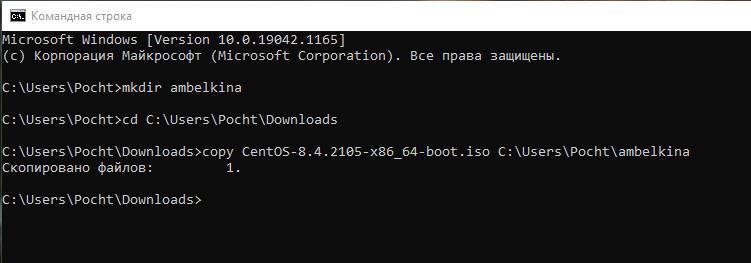 Командная строка
Microsoft Windows [Version 10.0.19042.1165]
(c) Корпорация Майкрософт (Microsoft Corporation). Все права защищены.
C:\Users\Pocht>mkdir ambelkina
C:\Users\Pocht>cd C:\Users\Pocht\Downloads
C:\Users\Pocht\Downloads>copy CentOS-8.4.2105-x86_64-boot.iso C:\Users\Pocht\ambelkina
Скопировано файлов:         1.
C:\Users\Pocht\Downloads>